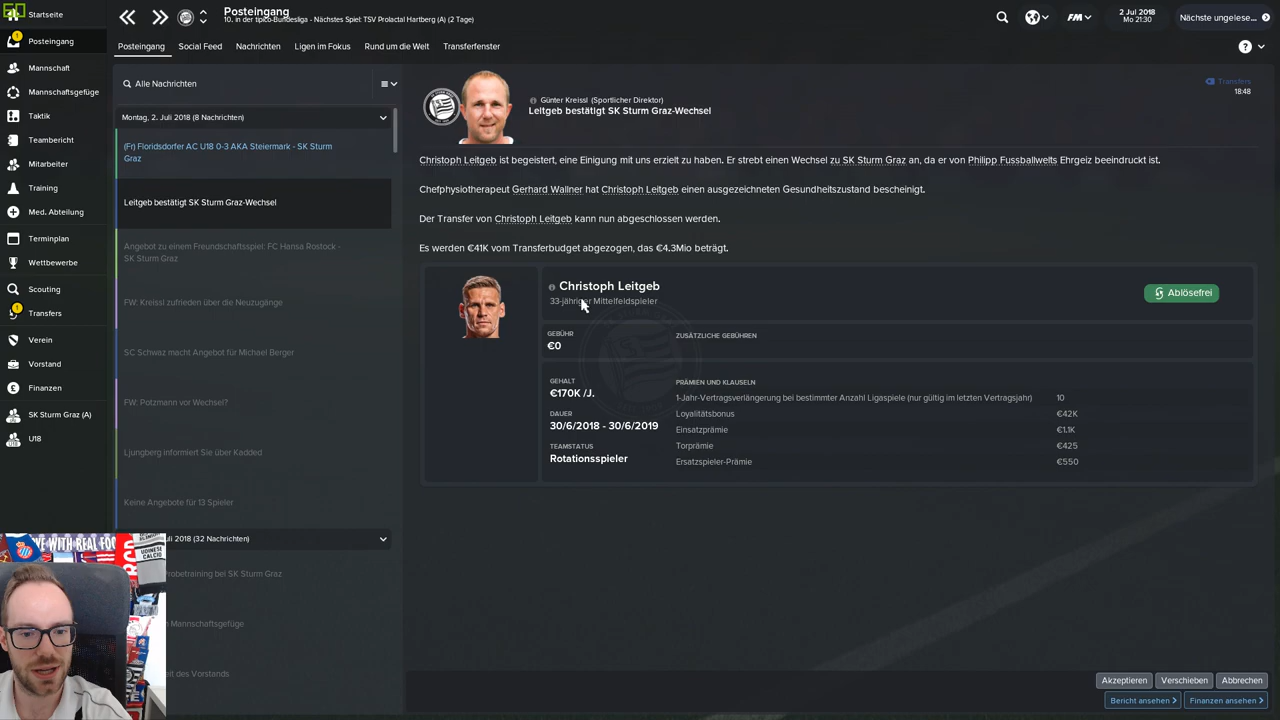 60
Startseite
Posteingang
Mannschaft
Mannschaftsgefüge
Taktik
Teambericht
Mitarbeiter
Training
Med. Abteilung
Terminplan
Wettbewerbe
Scouting
Transfers
Verein
Vorstand
Finanzen
SK Sturm Graz (A)
U18
1
1
Posteingang
10. in der tipico-Bundesliga - Nächstes Spiel: TSV Prolactal Hartberg (A) (2 Tage)
FM
2 Jul 2018
Mo 21:30
Nächste ungelese...
Posteingang Social Feed Nachrichten Ligen im Fokus Rund um die Welt Transferfenster
?
Alle Nachrichten
Montag, 2. Juli 2018 (8 Nachrichten)
(Fr) Floridsdorfer AC U18 0-3 AKA Steiermark - SK Sturm
Graz
Leitgeb bestätigt SK Sturm Graz-Wechsel
Angebot zu einem Freundschaftsspiel: FC Hansa Rostock -
SK Sturm Graz
FW: Kreissl zufrieden über die Neuzugänge
SC Schwaz macht Angebot für Michael Berger
FW: Potzmann vor Wechsel?
Ljungberg informiert Sie über Kadded
Keine Angebote für 13 Spieler
2018 (32 Nachrichten)
robetraining bei SK Sturm Graz
Mannschaftsgefüge
eit des Vorstands
Günter Kreissl (Sportlicher Direktor)
Leitgeb bestätigt SK Sturm Graz-Wechsel
Transfers
18:48
Christoph Leitgeb ist begeistert, eine Einigung mit uns erzielt zu haben. Er strebt einen Wechsel zu SK Sturm Graz an, da er von Philipp Fussballwelts Ehrgeiz beeindruckt ist.
Chefphysiotherapeut Gerhard Wallner hat Christoph Leitgeb einen ausgezeichneten Gesundheitszustand bescheinigt.
Der Transfer von Christoph Leitgeb kann nun abgeschlossen werden.
Es werden €41K vom Transferbudget abgezogen, das €4.3Mio beträgt.
Christoph Leitgeb
33-jähriger Mittelfeldspieler
Ablösefrei
GEBÜHR
€0
ZUSÄTZLICHE GEBÜHREN
GEHALT
€170K /J.
DAUER
30/6/2018 - 30/6/2019
TEAMSTATUS
Rotationsspieler
PRÄMIEN UND KLAUSELN
1-Jahr-Vertragsverlängerung bei bestimmter Anzahl Ligaspiele (nur gültig im letzten Vertragsjahr) 10
Loyalitätsbonus €42K
Einsatzprämie €1.1K
Torprämie €425
Ersatzspieler-Prämie €550
Akzeptieren Verschieben Abbrechen
Bericht ansehen Finanzen ansehen
UDINESE
CALCIO